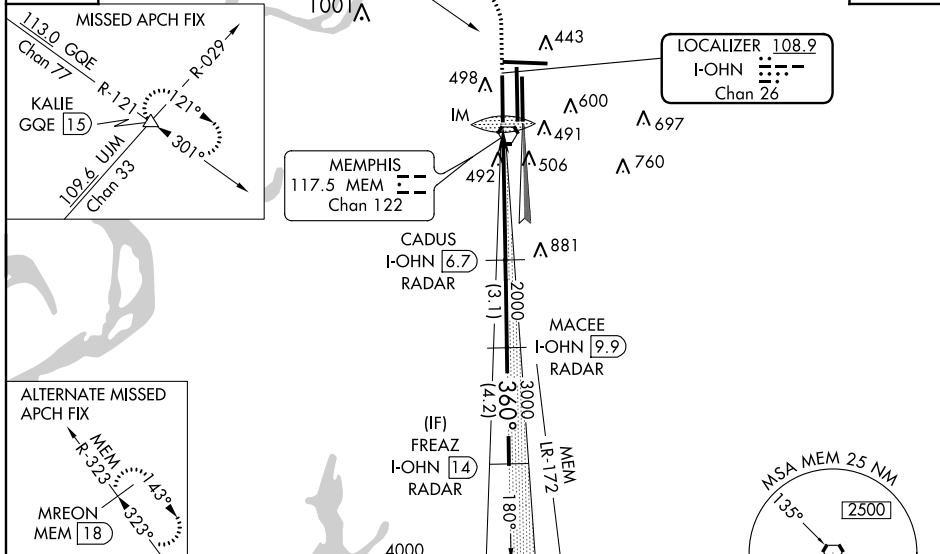 1001
MISSED APCH FIX
113.0 GQE
Chan 77
R-121
R-029
KALIE
GQE 15
121°
301°
109.6 UJM
Chan 33
443
498
LOCALIZER 108.9
I-OHN
Chan 26
IM
600
697
491
MEMPHIS
117.5 MEM
Chan 122
492
506
760
CADUS
I-OHN 6.7
RADAR
881
2000
(3.1)
MACEE
I-OHN 9.9
RADAR
360°
3000
(4.2)
ALTERNATE MISSED
APCH FIX
MEM
R-323
143°
323°
MREON
MEM 18
(IF)
FREAZ
I-OHN 14
RADAR
MEM
LR-172
180°
4000
MSA MEM 25 NM
135°
2500